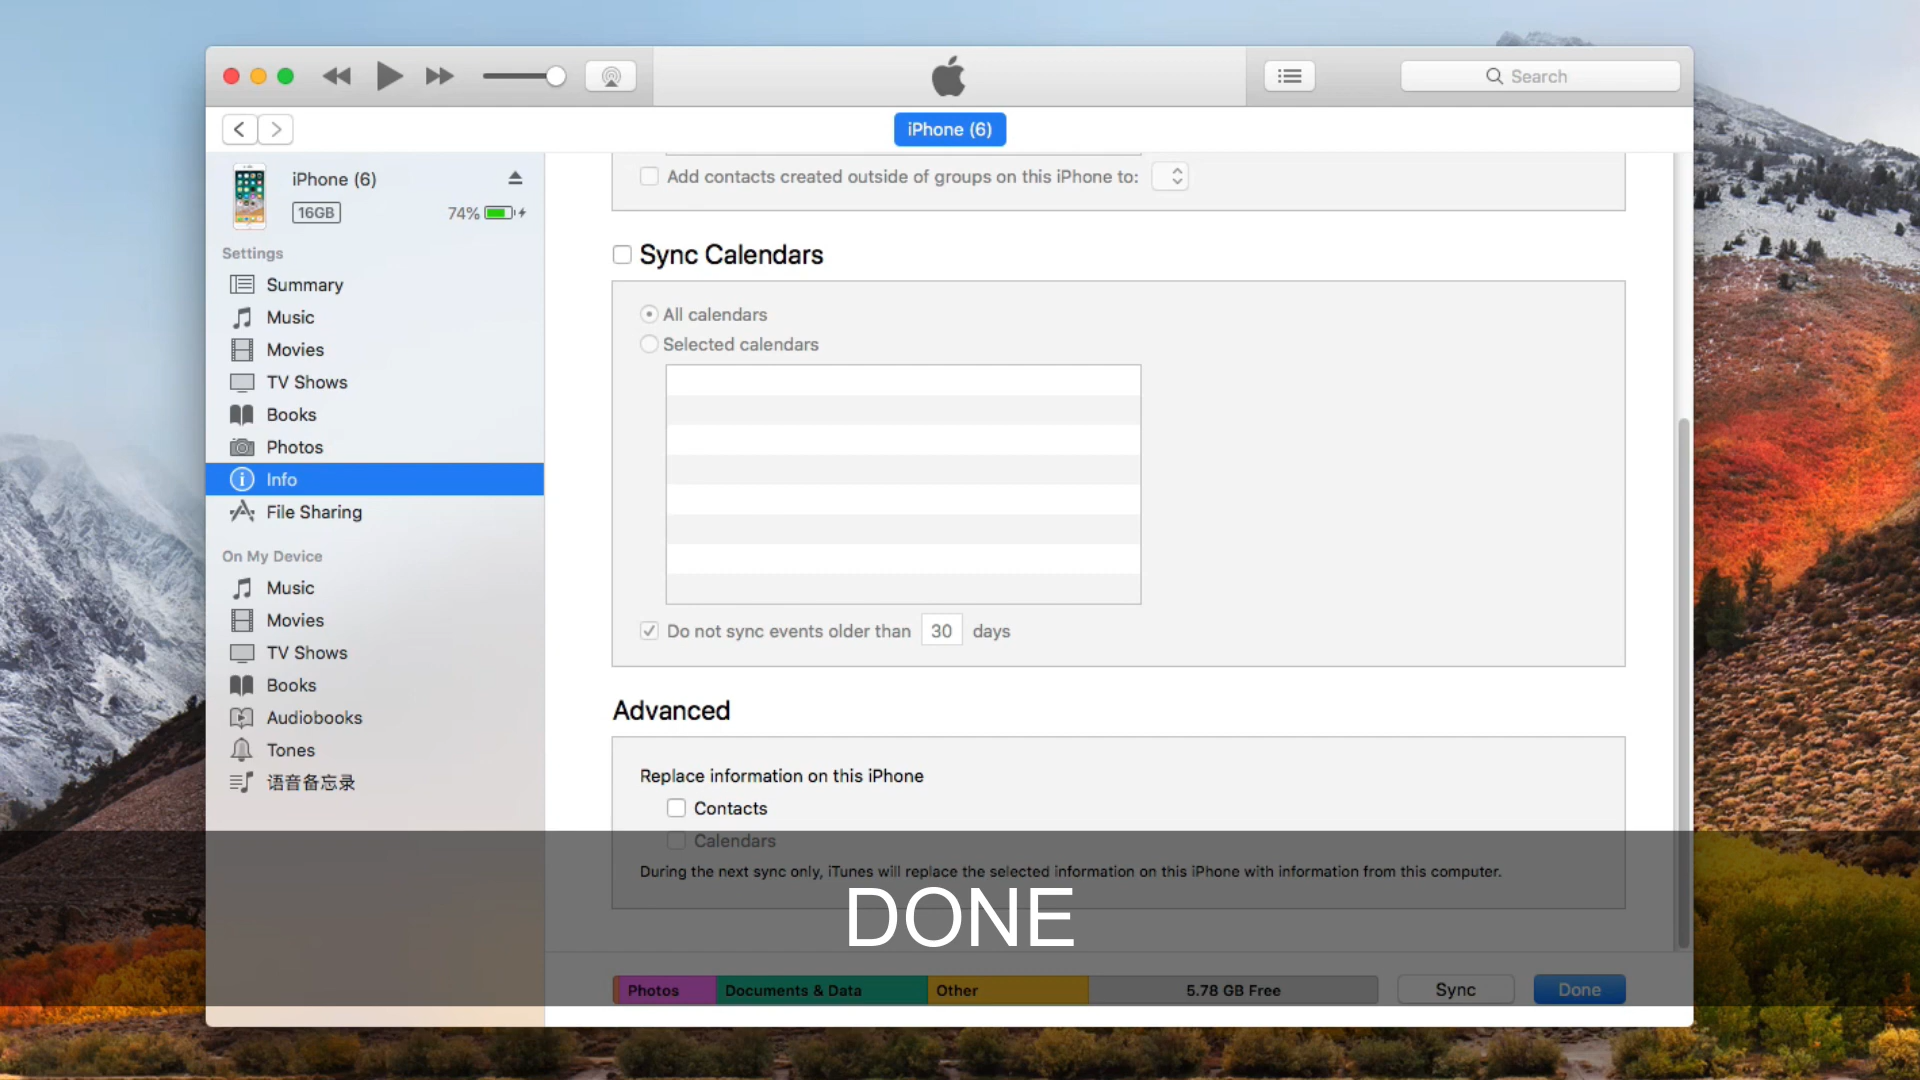 Search
iPhone (6)
iPhone (6)
16GB
74%
Settings
Summary
Music
Movies
TV Shows
Books
Photos
Info
File Sharing
On My Device
Music
Movies
TV Shows
Books
Audiobooks
Tones
语音备忘录
Add contacts created outside of groups on this iPhone to:
Sync Calendars
All calendars
Selected calendars
Do not sync events older than 30 days
Advanced
Replace information on this iPhone
Contacts
Calendars
During the next sync only, iTunes will replace the selected information on this iPhone with information from this computer.
DONE
Photos Documents & Data Other 5.78 GB Free Sync Done